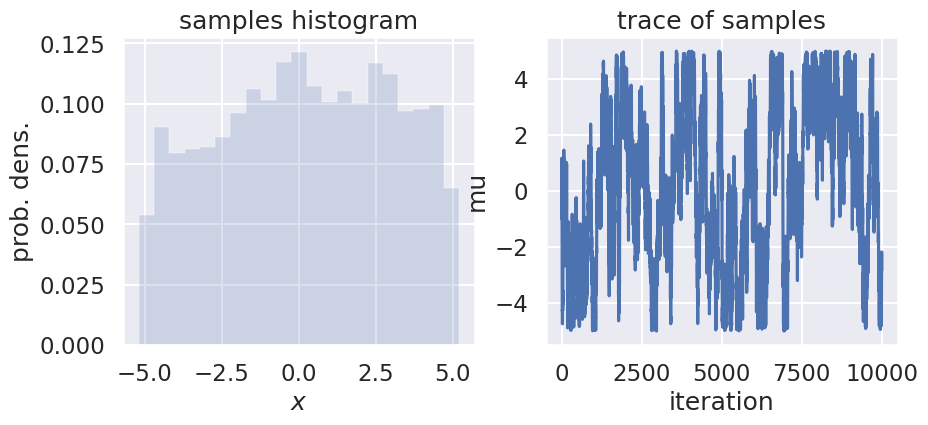 samples histogram
prob. dens.
0.125
0.100
0.075
0.050
0.025
0.000
−5.0 −2.5 0.0 2.5 5.0
x
trace of samples
mu
4
2
0
−2
−4
0 2500 5000 7500 10000
iteration